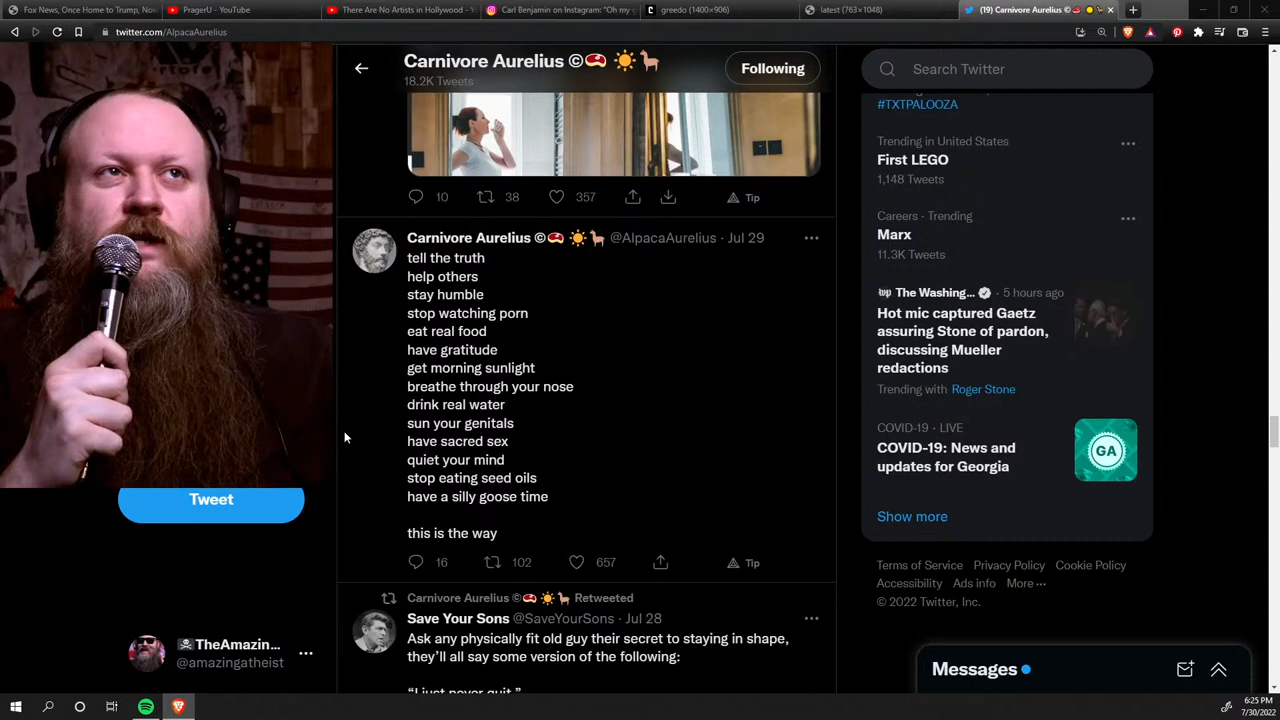 Fox News, Once Home to Trump, Now
PragerU - YouTube
There Are No Artists in Hollywood - Yo
Carl Benjamin on Instagram: "Oh my g
greedo (1400×906)
latest (763×1048)
(19) Carnivore Aurelius ©
twitter.com/AlpacaAurelius
Carnivore Aurelius ©
18.2K Tweets
Following
Search Twitter
#TXTPALOOZA
Trending in United States
First LEGO
1,148 Tweets
10 38 357 Tip
Careers · Trending
Marx
11.3K Tweets
Carnivore Aurelius © @AlpacaAurelius · Jul 29
tell the truth
help others
stay humble
stop watching porn
eat real food
have gratitude
get morning sunlight
breathe through your nose
drink real water
sun your genitals
have sacred sex
quiet your mind
stop eating seed oils
have a silly goose time
this is the way
16 102 657 Tip
wp The Washing... · 5 hours ago
Hot mic captured Gaetz
assuring Stone of pardon,
discussing Mueller
redactions
Trending with Roger Stone
COVID-19 · LIVE
COVID-19: News and
updates for Georgia
GA
Show more
Terms of Service Privacy Policy Cookie Policy
Accessibility Ads info More ···
© 2022 Twitter, Inc.
Tweet
Carnivore Aurelius © Retweeted
Save Your Sons @SaveYourSons · Jul 28
Ask any physically fit old guy their secret to staying in shape,
they'll all say some version of the following:
"I just never quit."
TheAmazin...
@amazingatheist
Messages
6:25 PM
7/30/2022